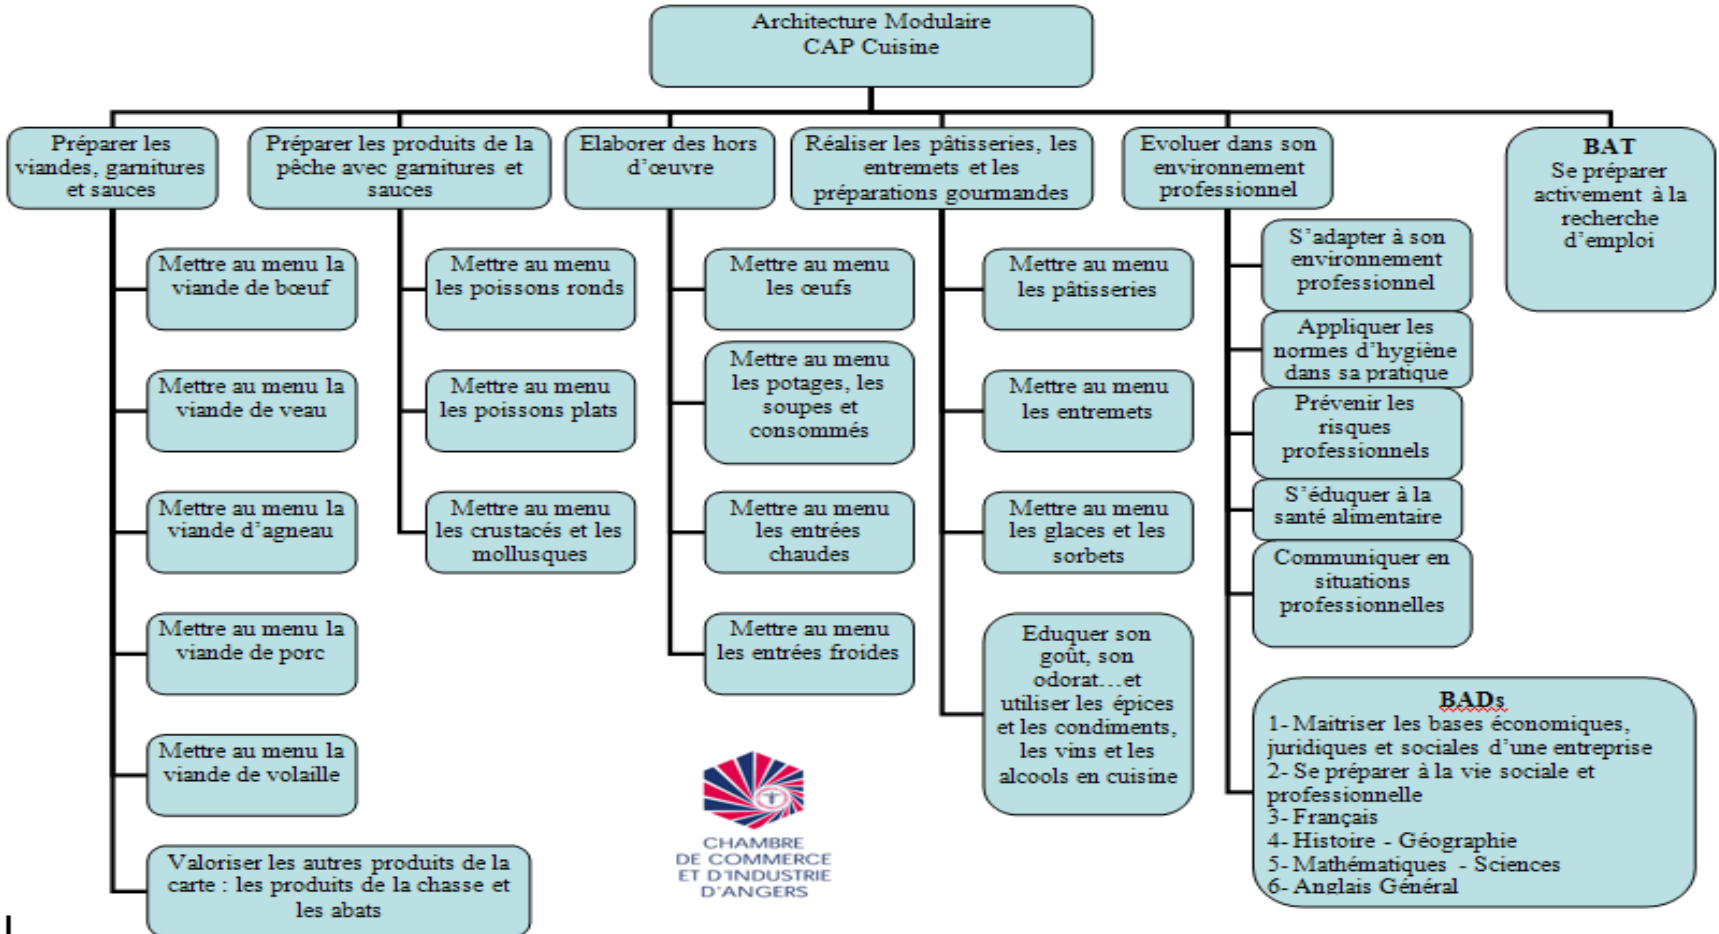 Architecture Modulaire
CAP Cuisine
Préparer les
viandes, garnitures
et sauces
Mettre au menu la
viande de bœuf
Mettre au menu la
viande de veau
Mettre au menu la
viande d’agneau
Mettre au menu la
viande de porc
Mettre au menu la
viande de volaille
Valoriser les autres produits de la
carte : les produits de la chasse et
les abats
Préparer les produits de la
pêche avec garnitures et
sauces
Mettre au menu
les poissons ronds
Mettre au menu
les poissons plats
Mettre au menu
les crustacés et les
mollusques
Elaborer des hors
d’œuvre
Mettre au menu
les œufs
Mettre au menu
les potages, les
soupes et
consommés
Mettre au menu
les entrées
chaudes
Mettre au menu
les entrées froides
Réaliser les pâtisseries, les
entremets et les
préparations gourmandes
Mettre au menu
les pâtisseries
Mettre au menu
les entremets
Mettre au menu
les glaces et les
sorbets
Eduquer son
goût, son
odorat…et
utiliser les épices
et les condiments,
les vins et les
alcools en cuisine
Evoluer dans son
environnement
professionnel
S’adapter à son
environnement
professionnel
Appliquer les
normes d’hygiène
dans sa pratique
Prévenir les
risques
professionnels
S’éduquer à la
santé alimentaire
Communiquer en
situations
professionnelles
BADs
1- Maitriser les bases économiques,
juridiques et sociales d’une entreprise
2- Se préparer à la vie sociale et
professionnelle
3- Français
4- Histoire - Géographie
5- Mathématiques - Sciences
6- Anglais Général
BAT
Se préparer
activement à la
recherche
d’emploi
CHAMBRE
DE COMMERCE
ET D'INDUSTRIE
D'ANGERS